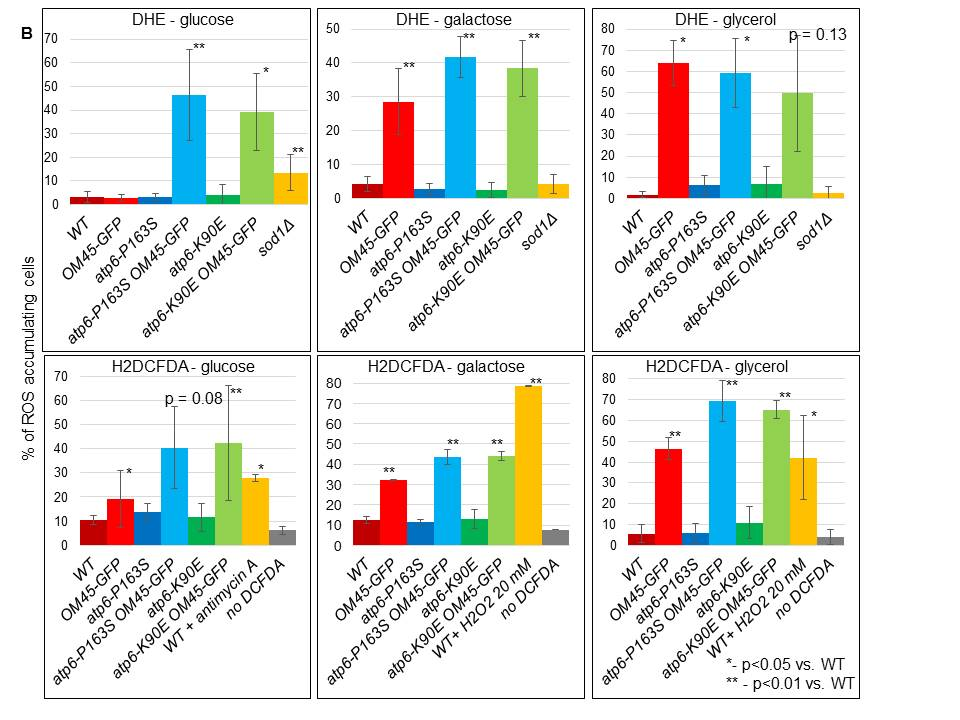 B
% of ROS accumulating cells
DHE - glucose
70
60
50
40
30
20
10
0
**
*
**
WT
OM45-GFP
atp6-P163S
atp6-P163S OM45-GFP
atp6-K90E
atp6-K90E OM45-GFP
sod1Δ
DHE - galactose
50
40
30
20
10
0
**
**
**
WT
OM45-GFP
atp6-P163S
atp6-P163S OM45-GFP
atp6-K90E
atp6-K90E OM45-GFP
sod1Δ
DHE - glycerol
80
70
60
50
40
30
20
10
0
*
*
p = 0.13
WT
OM45-GFP
atp6-P163S
atp6-P163S OM45-GFP
atp6-K90E
atp6-K90E OM45-GFP
sod1Δ
H2DCFDA - glucose
70
60
50
40
30
20
10
0
*
p = 0.08
**
*
WT
OM45-GFP
atp6-P163S
atp6-P163S OM45-GFP
atp6-K90E
atp6-K90E OM45-GFP
WT + antimycin A
no DCFDA
H2DCFDA - galactose
80
70
60
50
40
30
20
10
0
**
**
**
**
WT
OM45-GFP
atp6-P163S
atp6-P163S OM45-GFP
atp6-K90E
atp6-K90E OM45-GFP
WT+ H2O2 20 mM
no DCFDA
H2DCFDA - glycerol
80
70
60
50
40
30
20
10
0
**
**
**
*
WT
OM45-GFP
atp6-P163S
atp6-P163S OM45-GFP
atp6-K90E
atp6-K90E OM45-GFP
WT+ H2O2 20 mM
no DCFDA
*- p<0.05 vs. WT
** - p<0.01 vs. WT